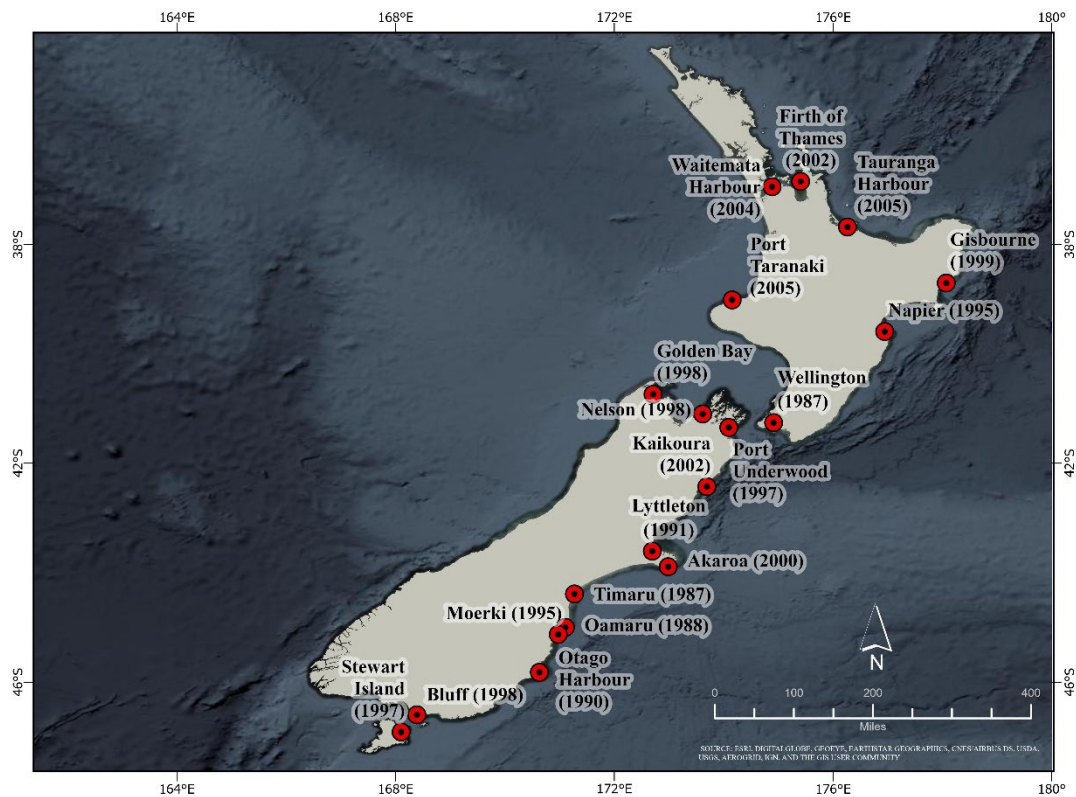 164°E
168°E
172°E
176°E
180°
Firth of
Thames
(2002)
Waitemata
Harbour
(2004)
Tauranga
Harbour
(2005)
38°S
38°S
Port
Taranaki
(2005)
Gisbourne
(1999)
Napier (1995)
Golden Bay
(1998)
Wellington
(1987)
Nelson (1998)
Kaikoura
(2002)
Port
Underwood
(1997)
42°S
42°S
Lyttleton
(1991)
Akaroa (2000)
Timaru (1987)
Moerki (1995)
Oamaru (1988)
Otago
Harbour
(1990)
Stewart
Island
(1997)
Bluff (1998)
46°S
46°S
N
0 100 200 400
Miles
SOURCE: ESRI, DIGITALGLOBE, GEOEYE, EARTHSTAR GEOGRAPHICS, CNES/AIRBUS DS, USDA,
USGS, AEROGRID, IGN, AND THE GIS USER COMMUNITY
164°E
168°E
172°E
176°E
180°